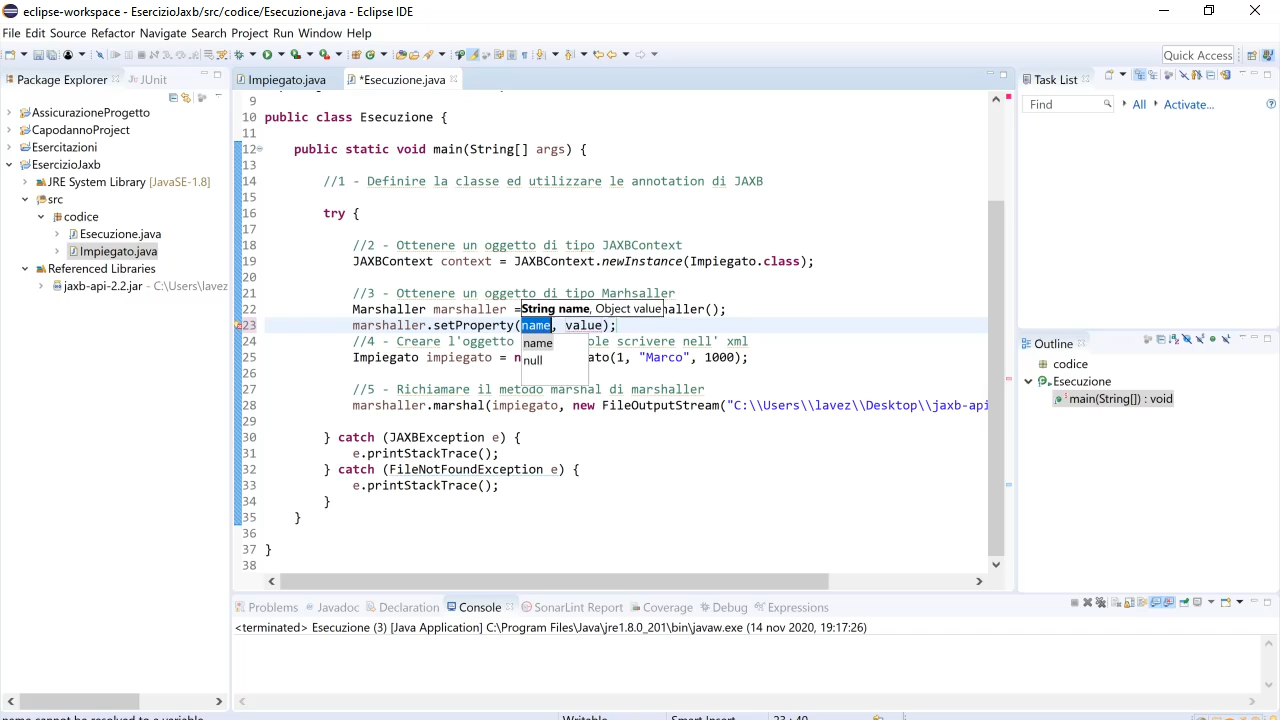 eclipse-workspace - EsercizioJaxb/src/codice/Esecuzione.java - Eclipse IDE
File Edit Source Refactor Navigate Search Project Run Window Help
Quick Access
Package Explorer
JUnit
AssicurazioneProgetto
CapodannoProject
Esercitazioni
EsercizioJaxb
JRE System Library [JavaSE-1.8]
src
codice
Esecuzione.java
Impiegato.java
Referenced Libraries
jaxb-api-2.2.jar - C:\Users\lavez
Impiegato.java
*Esecuzione.java
9
10 public class Esecuzione {
11
12 public static void main(String[] args) {
13
14 //1 - Definire la classe ed utilizzare le annotation di JAXB
15
16 try {
17
18 //2 - Ottenere un oggetto di tipo JAXBContext
19 JAXBContext context = JAXBContext.newInstance(Impiegato.class);
20
21 //3 - Ottenere un oggetto di tipo Marhsaller
22 Marshaller marshaller = aller();
String name, Object value
23 marshaller.setProperty(name, value);
name
null
24 //4 - Creare l'oggetto ole scrivere nell' xml
25 Impiegato impiegato = n ato(1, "Marco", 1000);
26
27 //5 - Richiamare il metodo marshal di marshaller
28 marshaller.marshal(impiegato, new FileOutputStream("C:\\Users\\lavez\\Desktop\\jaxb-api
29
30 } catch (JAXBException e) {
31 e.printStackTrace();
32 } catch (FileNotFoundException e) {
33 e.printStackTrace();
34 }
35 }
36
37 }
38
Task List
Find
All
Activate...
Outline
codice
Esecuzione
main(String[]) : void
Problems
Javadoc
Declaration
Console
SonarLint Report
Coverage
Debug
Expressions
<terminated> Esecuzione (3) [Java Application] C:\Program Files\Java\jre1.8.0_201\bin\javaw.exe (14 nov 2020, 19:17:26)
name cannot be resolved to a variable
Writable
Smart Insert
23 : 40